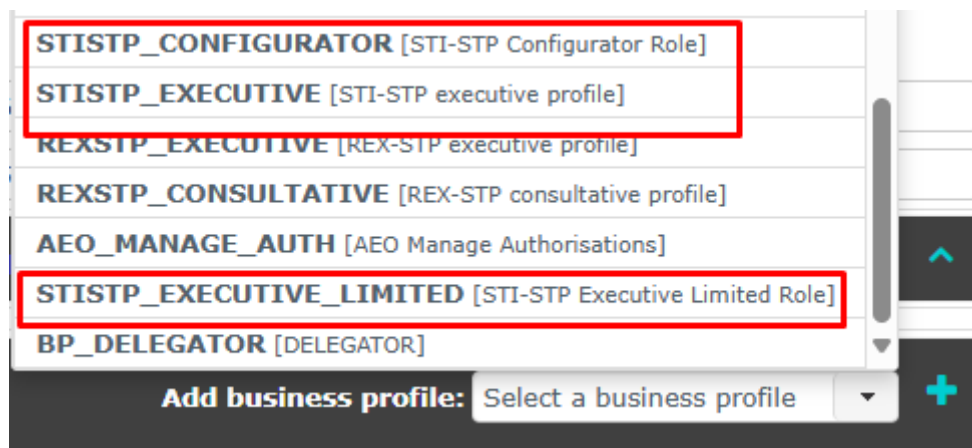 STISTP_CONFIGURATOR [STI-STP Configurator Role]
STISTP_EXECUTIVE [STI-STP executive profile]
REXSTP_EXECUTIVE [REX-STP executive profile]
REXSTP_CONSULTATIVE [REX-STP consultative profile]
AEO_MANAGE_AUTH [AEO Manage Authorisations]
STISTP_EXECUTIVE_LIMITED [STI-STP Executive Limited Role]
BP_DELEGATOR [DELEGATOR]
Add business profile: Select a business profile